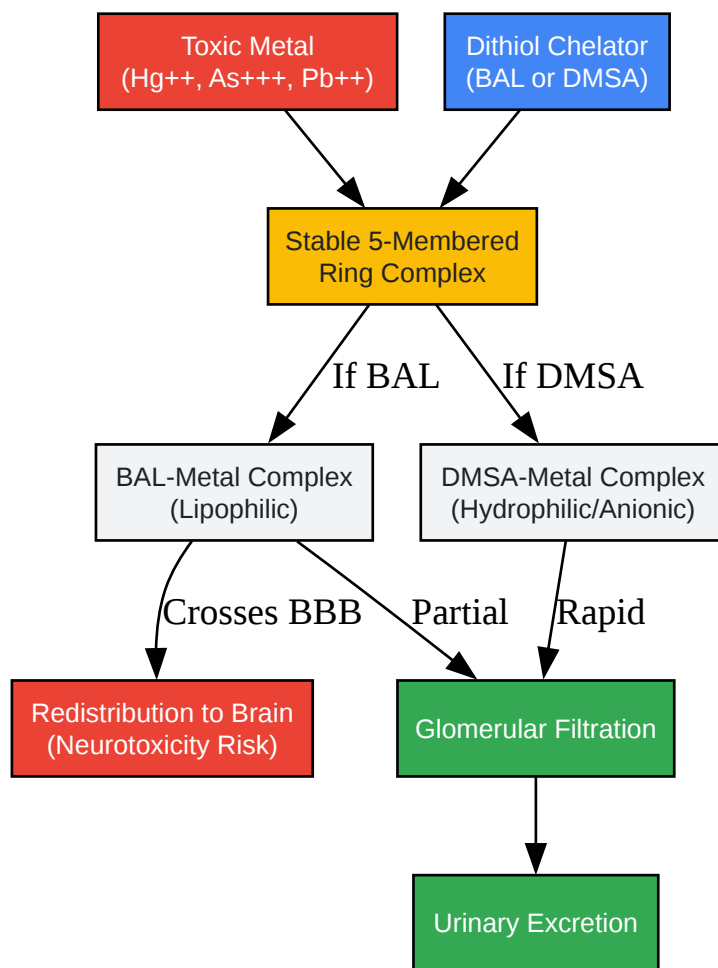 Toxic Metal
(Hg++, As+++, Pb++)
Dithiol Chelator
(BAL or DMSA)
Stable 5-Membered
Ring Complex
If BAL
If DMSA
BAL-Metal Complex
(Lipophilic)
DMSA-Metal Complex
(Hydrophilic/Anionic)
Crosses BBB
Partial
Rapid
Redistribution to Brain
(Neurotoxicity Risk)
Glomerular Filtration
Urinary Excretion